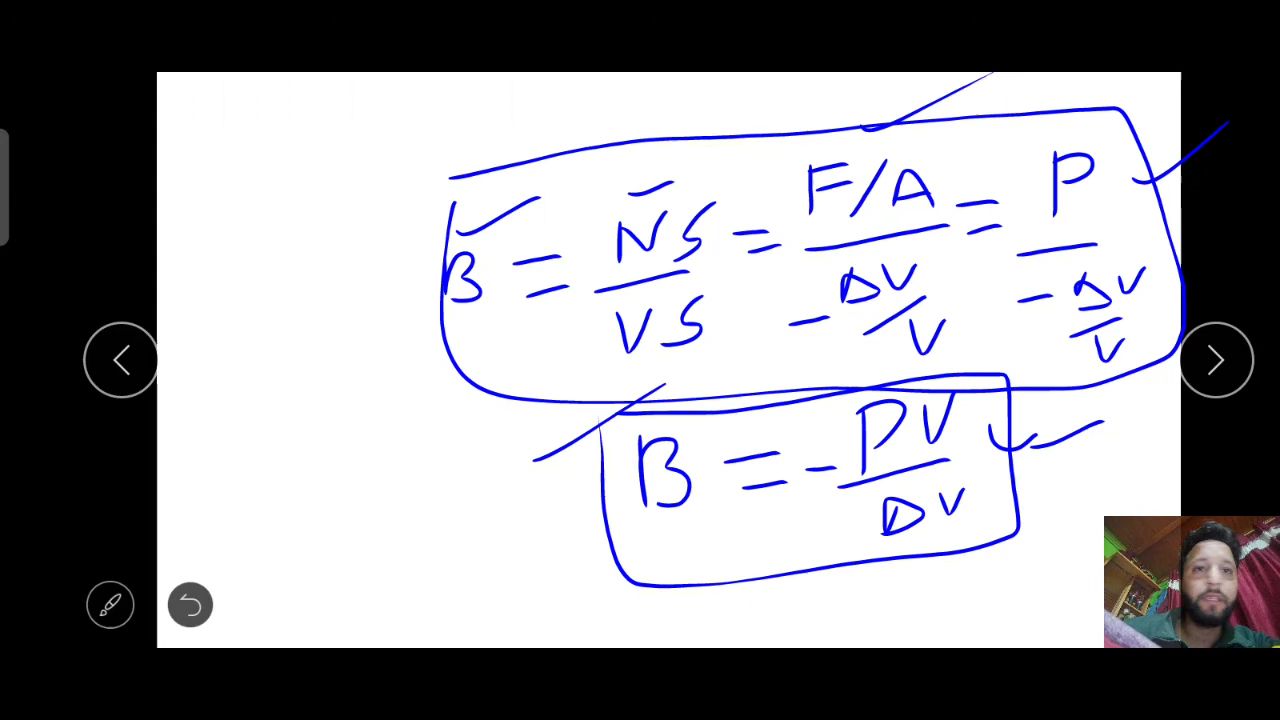 B = NS/VS = F/A / -ΔV/V = P / -ΔV/V
B = -PV/ΔV